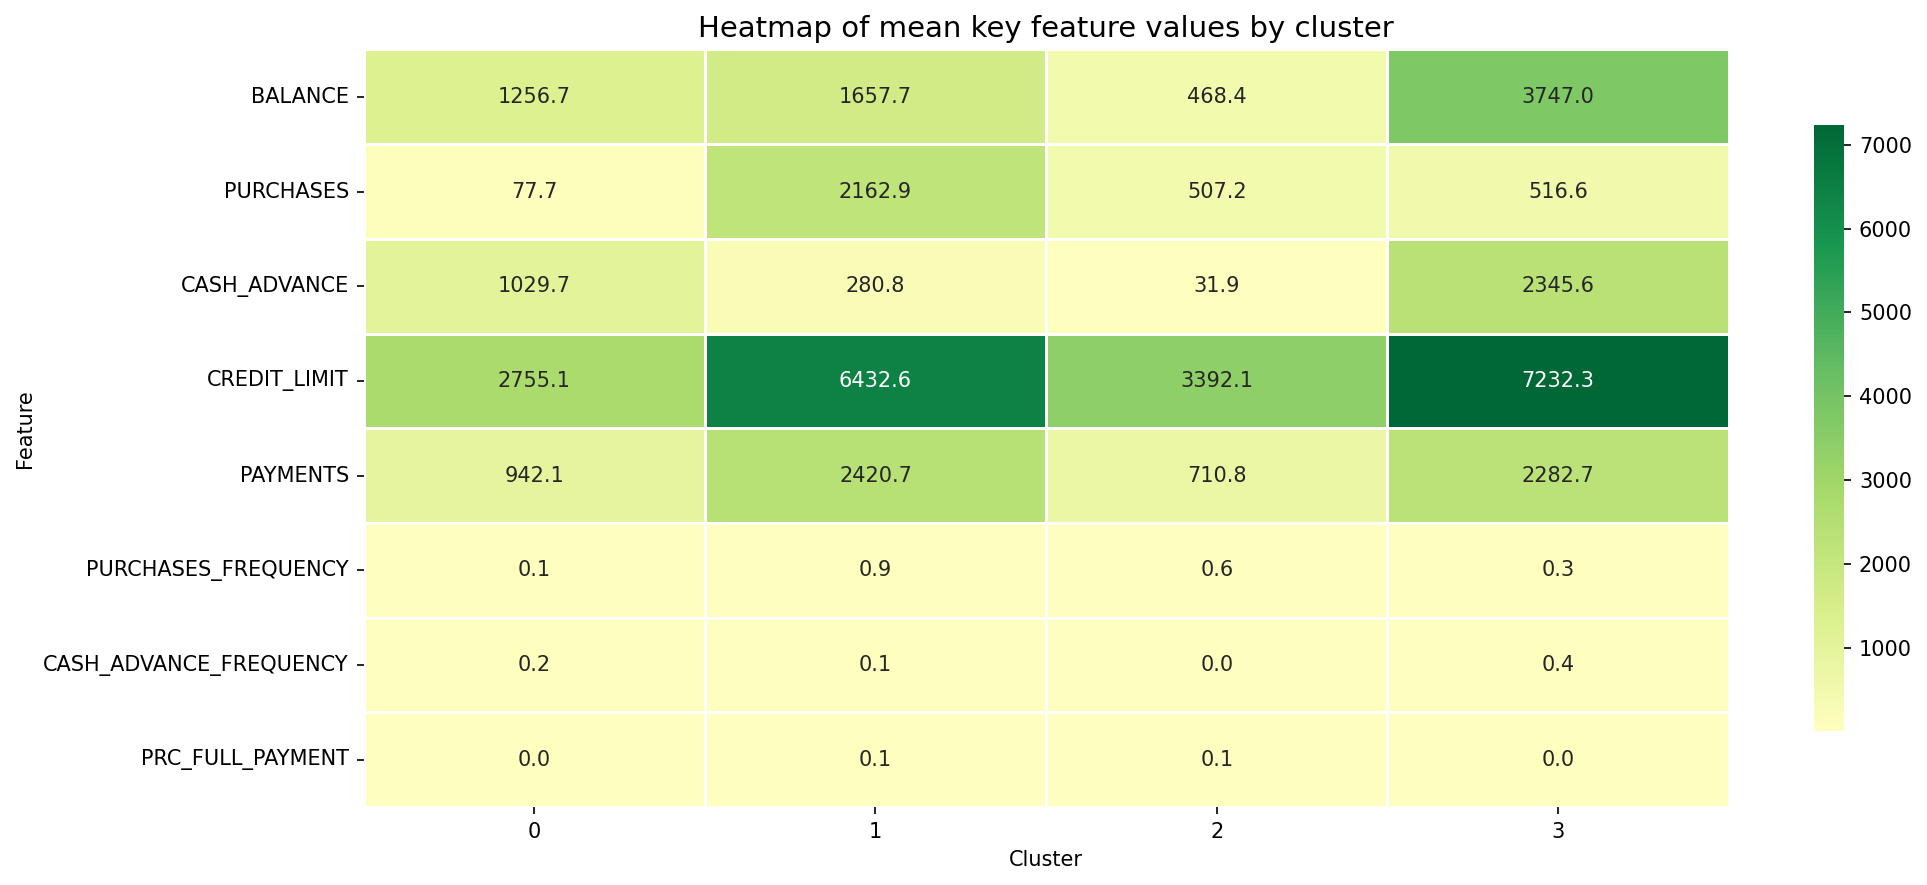 Heatmap of mean key feature values by cluster
BALANCE 1256.7 1657.7 468.4 3747.0
PURCHASES 77.7 2162.9 507.2 516.6
CASH_ADVANCE 1029.7 280.8 31.9 2345.6
CREDIT_LIMIT 2755.1 6432.6 3392.1 7232.3
PAYMENTS 942.1 2420.7 710.8 2282.7
PURCHASES_FREQUENCY 0.1 0.9 0.6 0.3
CASH_ADVANCE_FREQUENCY 0.2 0.1 0.0 0.4
PRC_FULL_PAYMENT 0.0 0.1 0.1 0.0
0 1 2 3
Cluster
Feature
7000
6000
5000
4000
3000
2000
1000